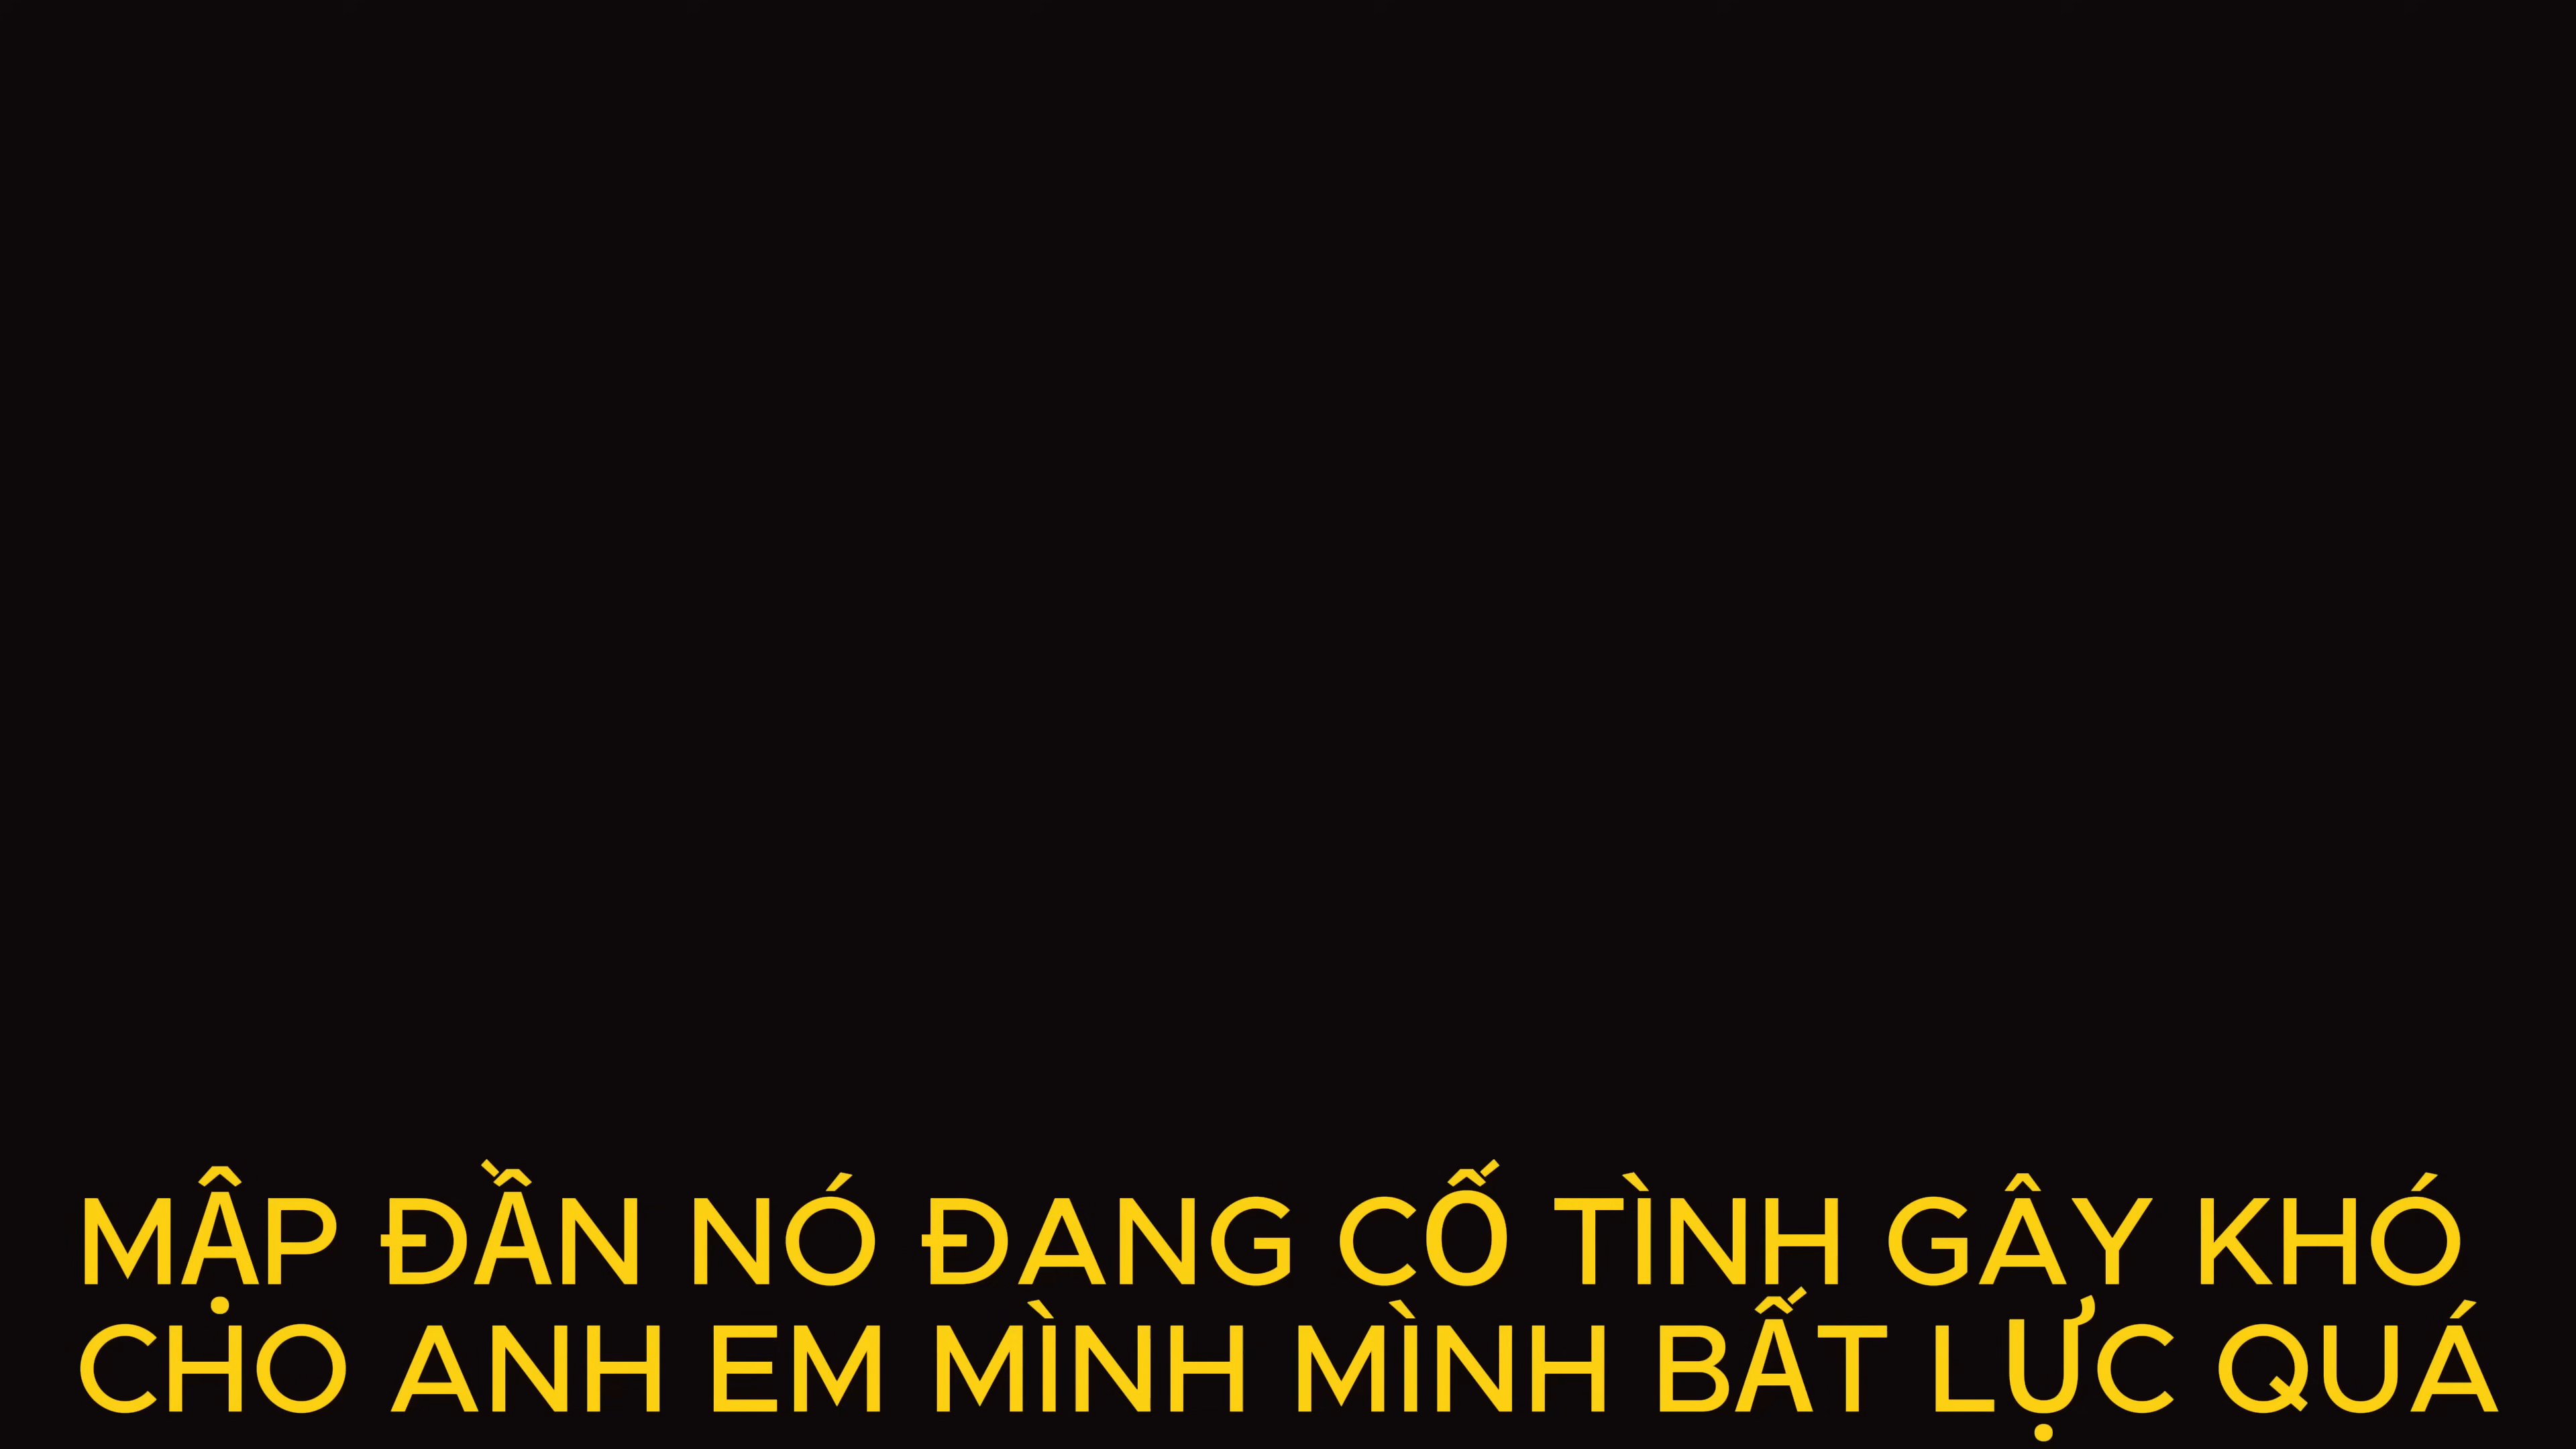 MẬP ĐẦN NÓ ĐANG CỐ TÌNH GÂY KHÓ
CHO ANH EM MÌNH MÌNH BẤT LỰC QUÁ